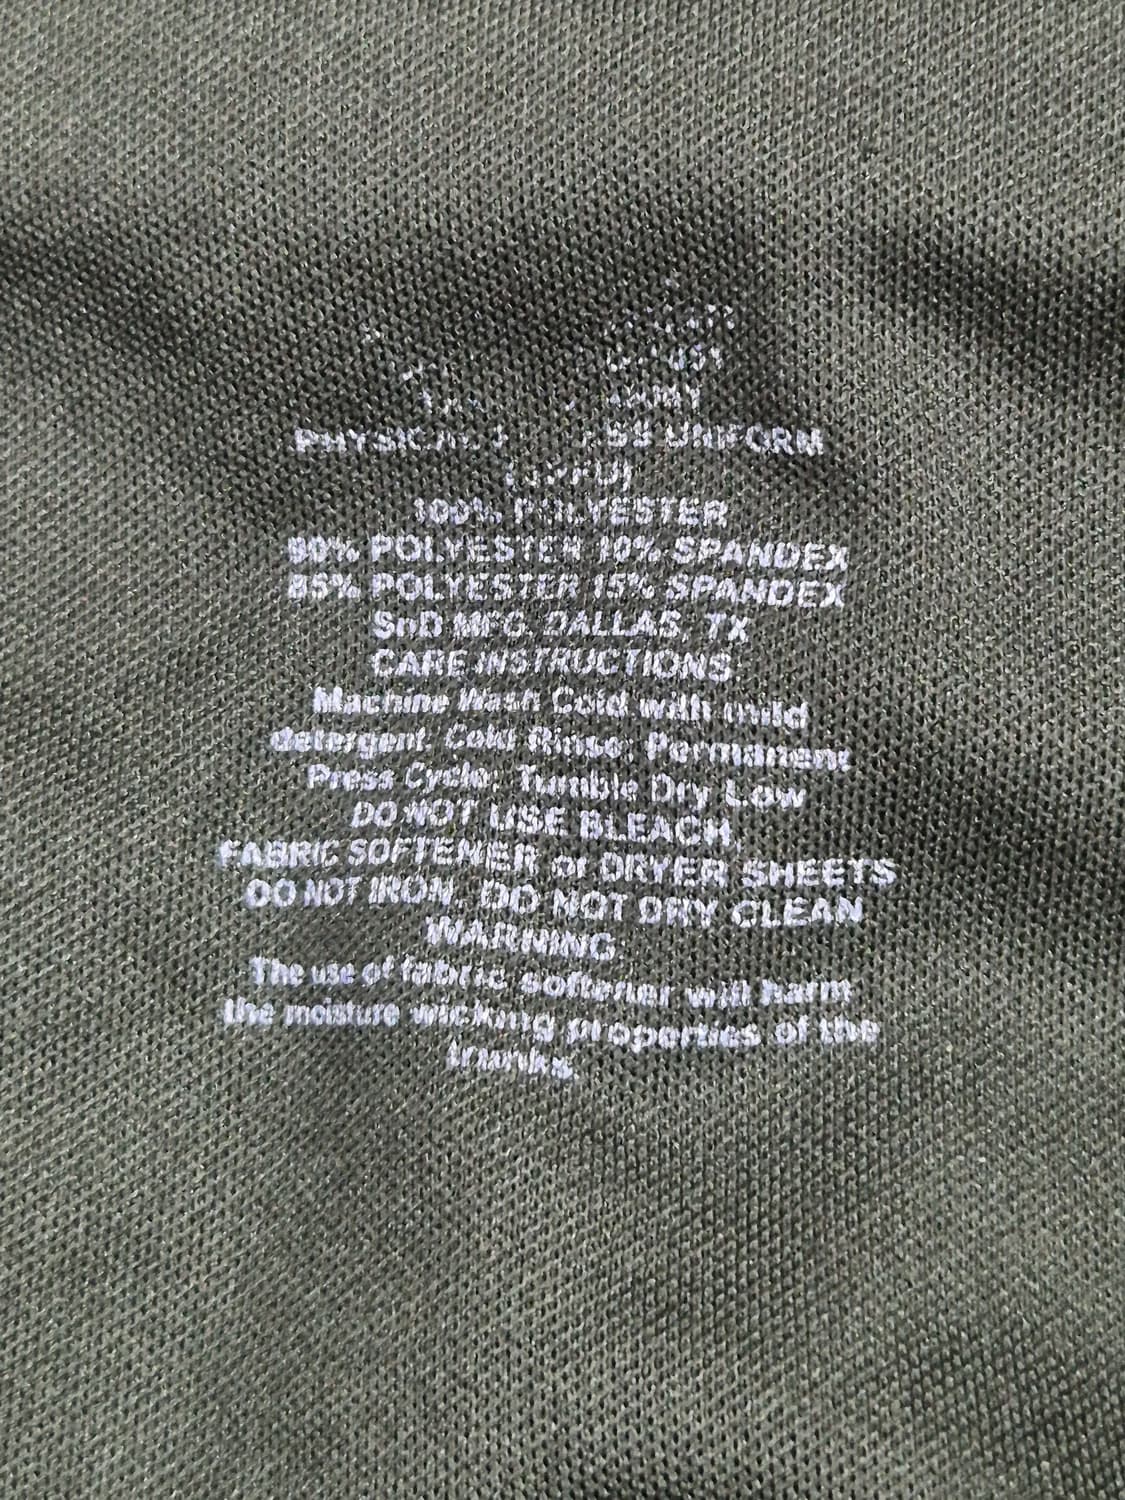 ARMY
PHYSICAL UNIFORM
100% POLYESTER
90% POLYESTER 10% SPANDEX
85% POLYESTER 15% SPANDEX
SnD MFG. DALLAS, TX
CARE INSTRUCTIONS
Machine Wash Cold with mild
detergent. Cold Rinse; Permanent
Press Cycle; Tumble Dry Low
DO NOT USE BLEACH,
FABRIC SOFTENER or DRYER SHEETS
DO NOT IRON, DO NOT DRY CLEAN
WARNING
The use of fabric softener will harm
the moisture wicking properties of the
trunks.